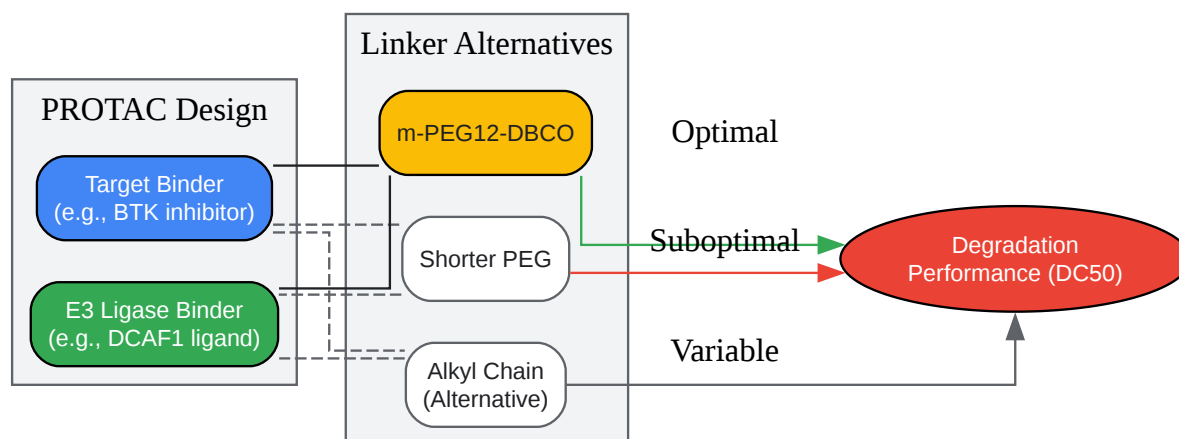 PROTAC Design
Target Binder
(e.g., BTK inhibitor)
E3 Ligase Binder
(e.g., DCAF1 ligand)
Linker Alternatives
m-PEG12-DBCO
Shorter PEG
Alkyl Chain
(Alternative)
Optimal
Suboptimal
Variable
Degradation
Performance (DC50)